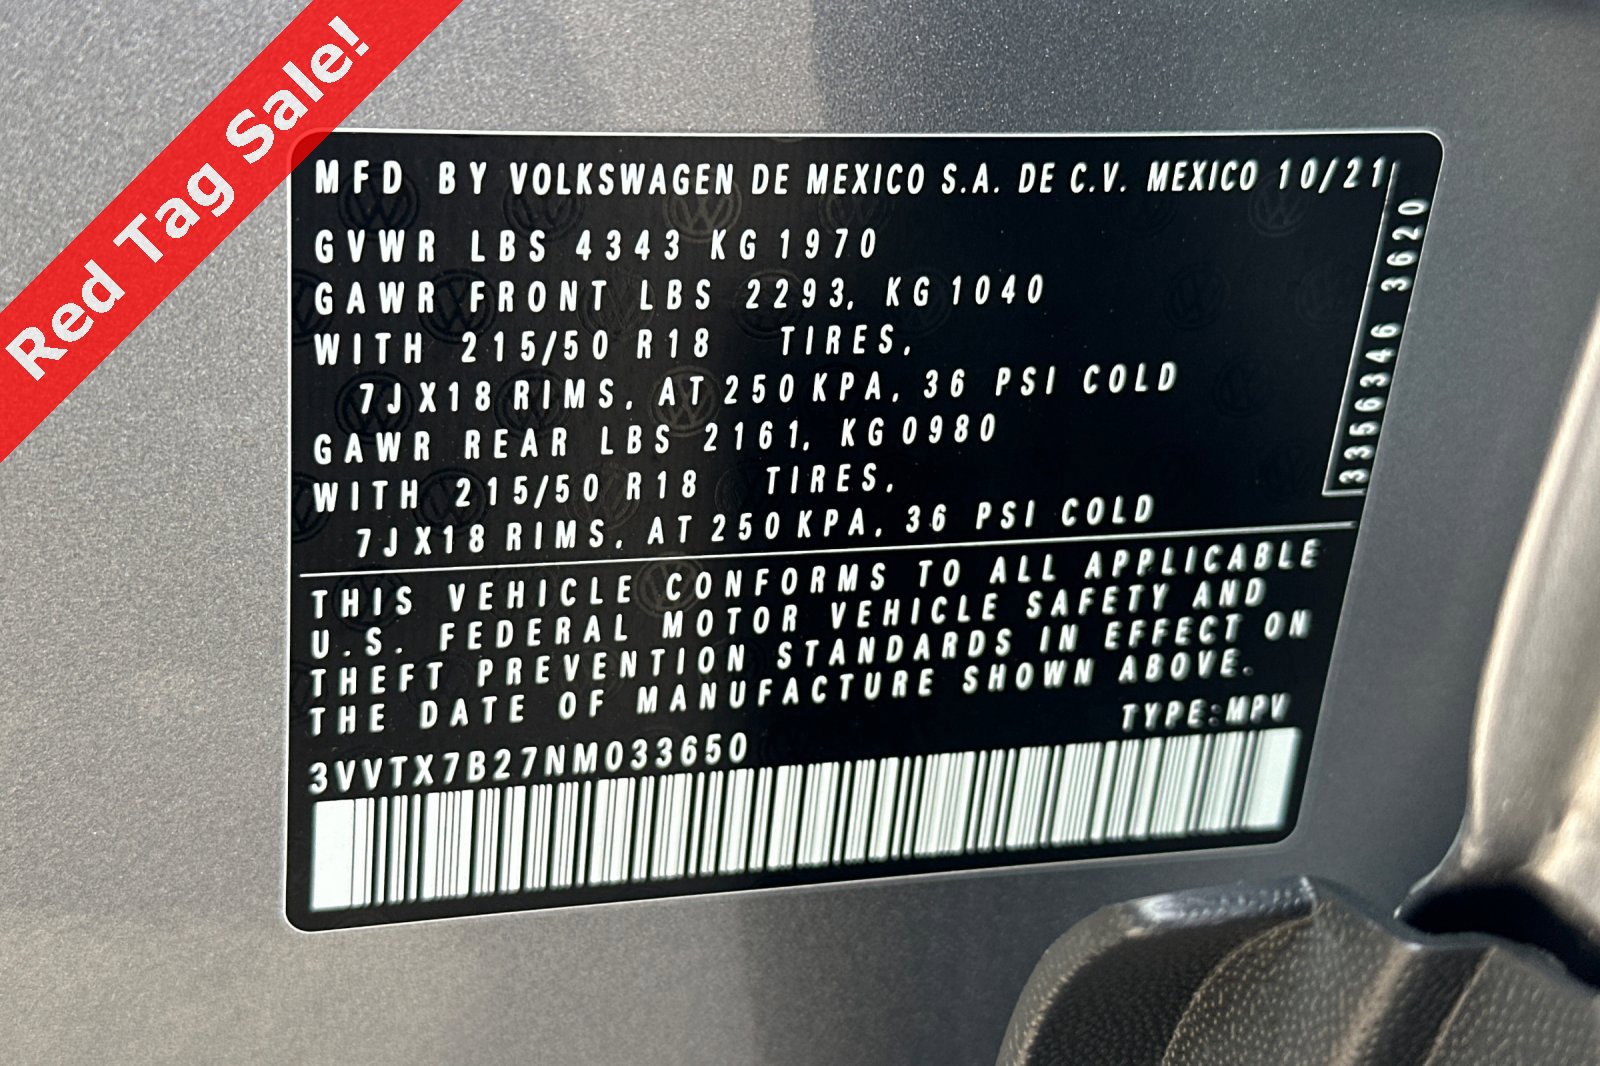 Red Tag Sale!
MFD BY VOLKSWAGEN DE MEXICO S.A. DE C.V. MEXICO 10/21
GVWR LBS 4343 KG 1970
GAWR FRONT LBS 2293, KG 1040
WITH 215/50 R18 TIRES,
7JX18 RIMS, AT 250 KPA, 36 PSI COLD
GAWR REAR LBS 2161, KG 0980
WITH 215/50 R18 TIRES,
7JX18 RIMS, AT 250 KPA, 36 PSI COLD
3356346 3620
THIS VEHICLE CONFORMS TO ALL APPLICABLE
U.S. FEDERAL MOTOR VEHICLE SAFETY AND
THEFT PREVENTION STANDARDS IN EFFECT ON
THE DATE OF MANUFACTURE SHOWN ABOVE.
TYPE:MPV
3VVTX7B27NM033650